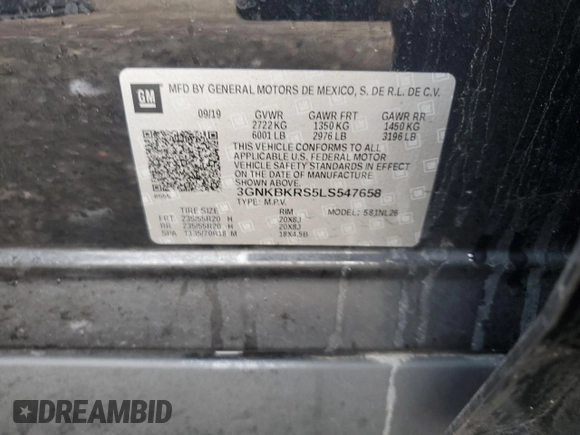 GM
MFD BY GENERAL MOTORS DE MEXICO, S. DE R.L. DE C.V.
09/19 GVWR GAWR FRT GAWR RR
2722 KG 1350 KG 1450 KG
6001 LB 2976 LB 3196 LB
THIS VEHICLE CONFORMS TO ALL
APPLICABLE U.S. FEDERAL MOTOR
VEHICLE SAFETY STANDARDS IN EFFECT
ON THE DATE OF MANUFACTURE SHOWN ABOVE.
3GNKBKRS5LS547658
TYPE: M.P.V. MODEL: 581NL26
TIRE SIZE RIM
FRT 235/55R20 H 20X8J
RR 235/55R20 H 20X8J
SPA T135/70R18 M 18X4.5B
DREAMBID